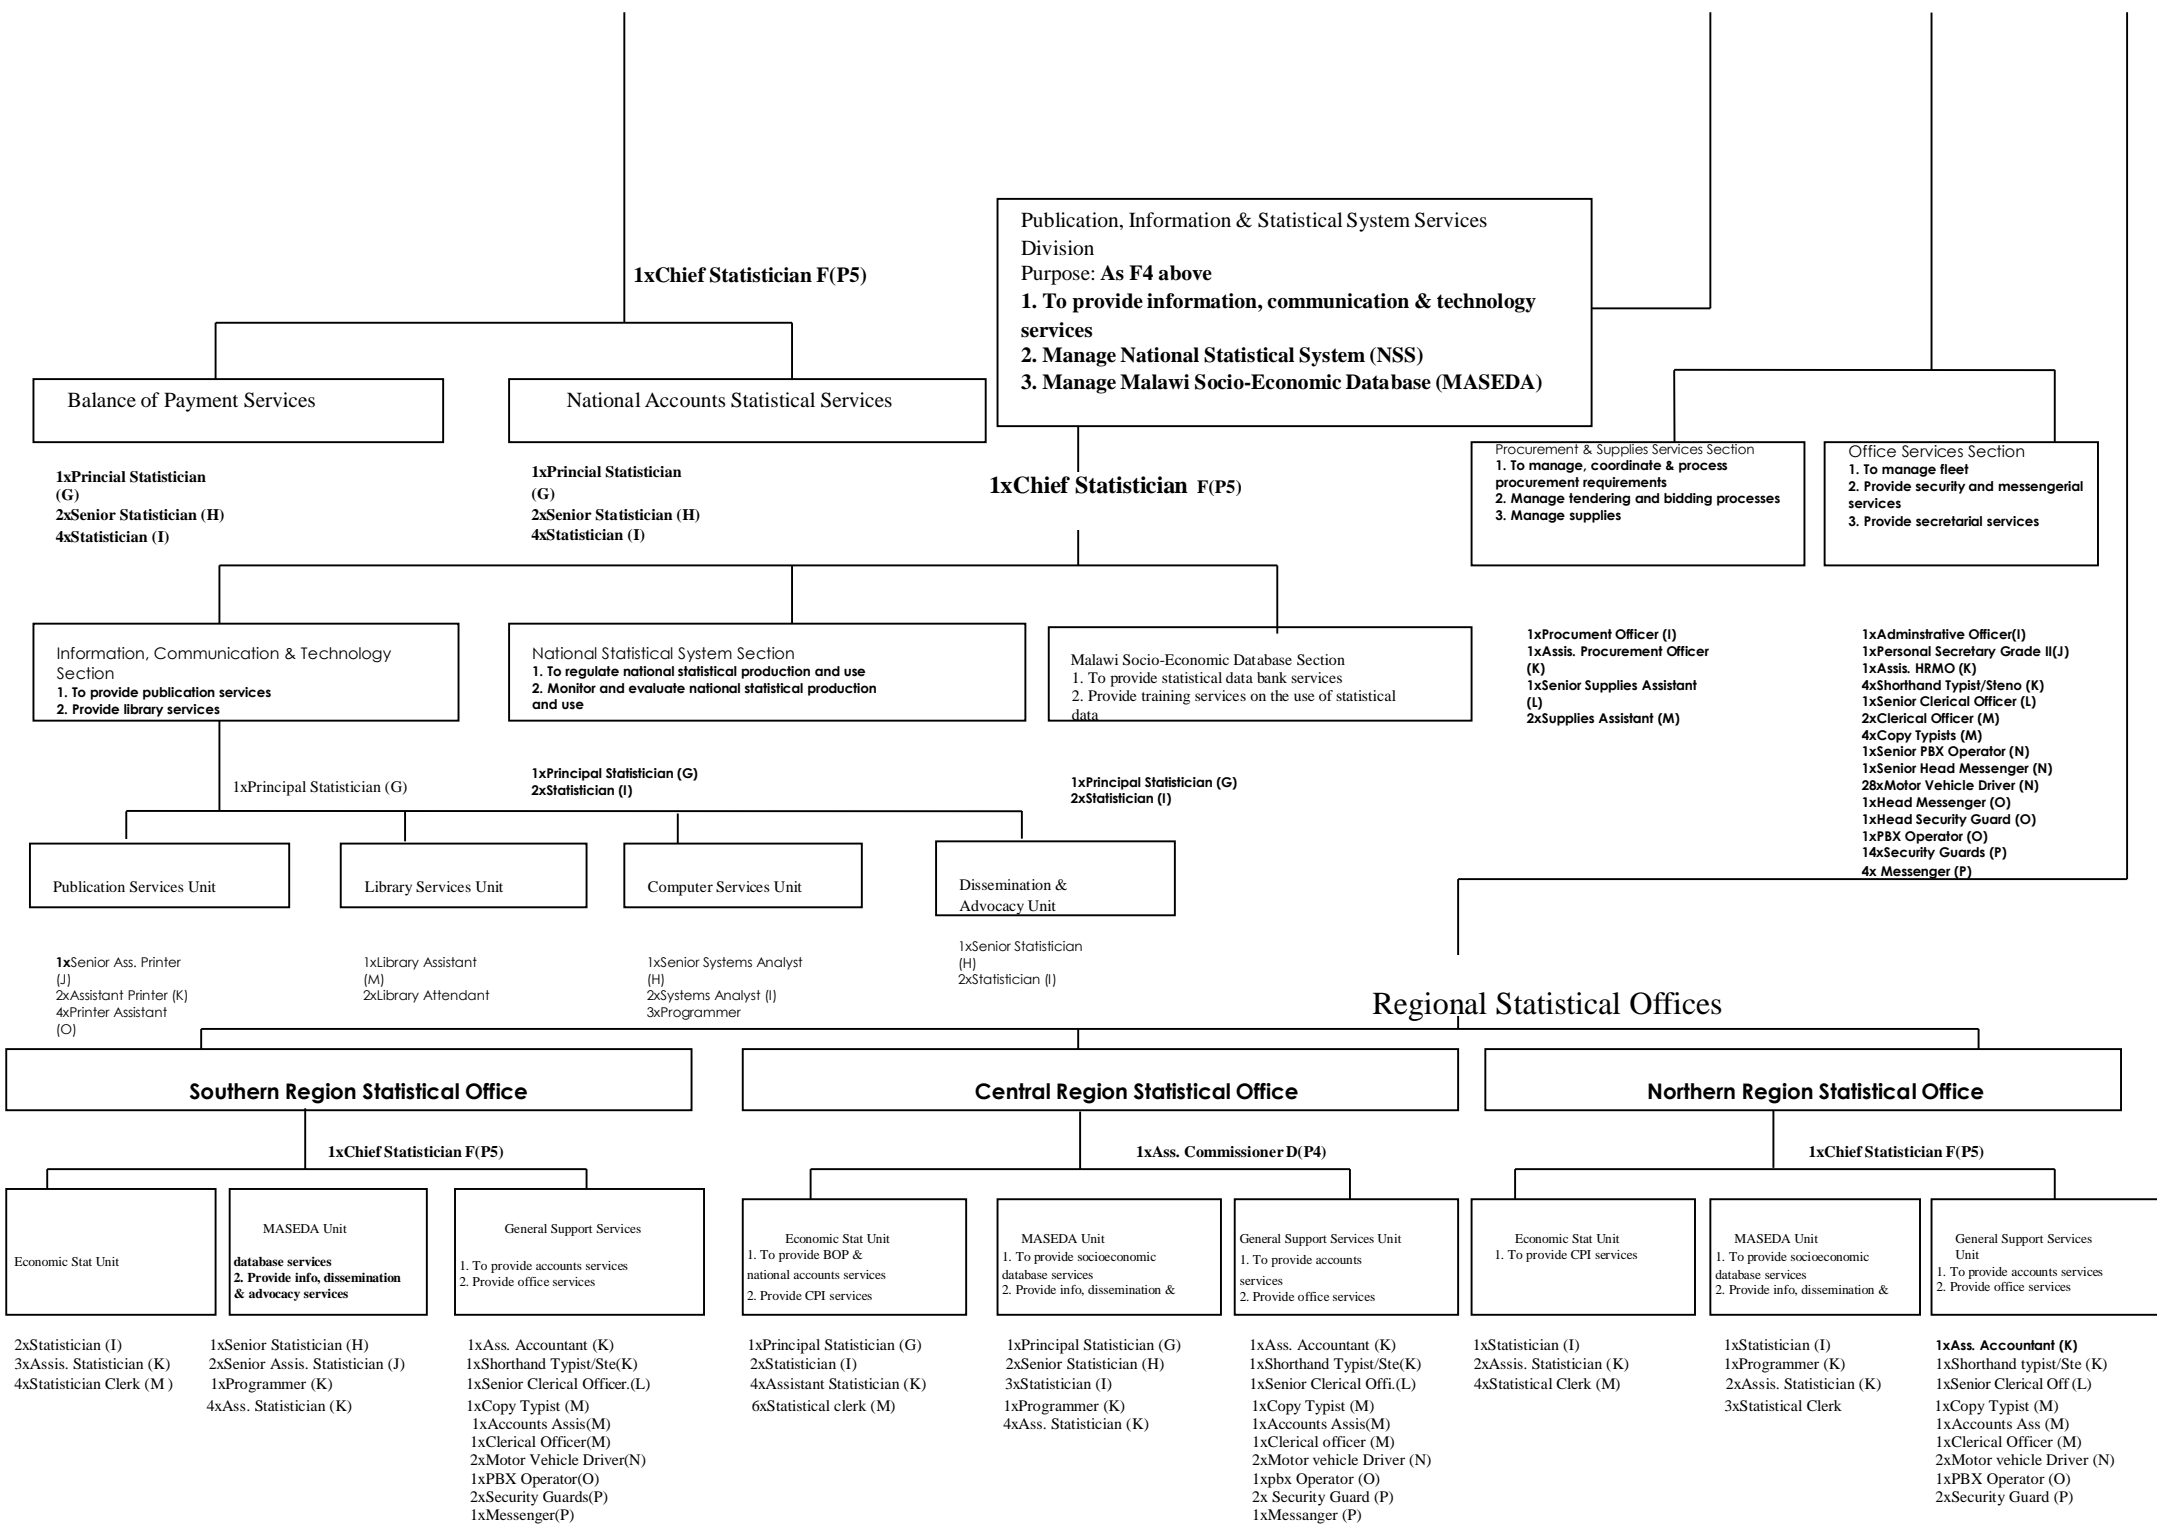 Publication, Information & Statistical System Services
Division
Purpose: As F4 above
1. To provide information, communication & technology
services
2. Manage National Statistical System (NSS)
3. Manage Malawi Socio-Economic Database (MASEDA)
1xChief Statistician F(P5)
Balance of Payment Services
National Accounts Statistical Services
1xPrincial Statistician
(G)
2xSenior Statistician (H)
4xStatistician (I)
1xPrincial Statistician
(G)
2xSenior Statistician (H)
4xStatistician (I)
1xChief Statistician F(P5)
Procurement & Supplies Services Section
1. To manage, coordinate & process
procurement requirements
2. Manage tendering and bidding processes
3. Manage supplies
Office Services Section
1. To manage fleet
2. Provide security and messengerial
services
3. Provide secretarial services
Information, Communication & Technology
Section
1. To provide publication services
2. Provide library services
National Statistical System Section
1. To regulate national statistical production and use
2. Monitor and evaluate national statistical production
and use
Malawi Socio-Economic Database Section
1. To provide statistical data bank services
2. Provide training services on the use of statistical
data
1xProcument Officer (I)
1xAssis. Procurement Officer
(K)
1xSenior Supplies Assistant
(L)
2xSupplies Assistant (M)
1xAdminstrative Officer(I)
1xPersonal Secretary Grade II(J)
1xAssis. HRMO (K)
4xShorthand Typist/Steno (K)
1xSenior Clerical Officer (L)
2xClerical Officer (M)
4xCopy Typists (M)
1xSenior PBX Operator (N)
1xSenior Head Messenger (N)
28xMotor Vehicle Driver (N)
1xHead Messenger (O)
1xHead Security Guard (O)
1xPBX Operator (O)
14xSecurity Guards (P)
4x Messenger (P)
1xPrincipal Statistician (G)
1xPrincipal Statistician (G)
2xStatistician (I)
1xPrincipal Statistician (G)
2xStatistician (I)
Publication Services Unit
Library Services Unit
Computer Services Unit
Dissemination &
Advocacy Unit
1xSenior Ass. Printer
(J)
2xAssistant Printer (K)
4xPrinter Assistant
(O)
1xLibrary Assistant
(M)
2xLibrary Attendant
1xSenior Systems Analyst
(H)
2xSystems Analyst (I)
3xProgrammer
1xSenior Statistician
(H)
2xStatistician (I)
Regional Statistical Offices
Southern Region Statistical Office
Central Region Statistical Office
Northern Region Statistical Office
1xChief Statistician F(P5)
1xAss. Commissioner D(P4)
1xChief Statistician F(P5)
Economic Stat Unit
MASEDA Unit
database services
2. Provide info, dissemination
& advocacy services
General Support Services
1. To provide accounts services
2. Provide office services
Economic Stat Unit
1. To provide BOP &
national accounts services
2. Provide CPI services
MASEDA Unit
1. To provide socioeconomic
database services
2. Provide info, dissemination &
General Support Services Unit
1. To provide accounts
services
2. Provide office services
Economic Stat Unit
1. To provide CPI services
MASEDA Unit
1. To provide socioeconomic
database services
2. Provide info, dissemination &
General Support Services
Unit
1. To provide accounts services
2. Provide office services
2xStatistician (I)
3xAssis. Statistician (K)
4xStatistician Clerk (M )
1xSenior Statistician (H)
2xSenior Assis. Statistician (J)
1xProgrammer (K)
4xAss. Statistician (K)
1xAss. Accountant (K)
1xShorthand Typist/Ste(K)
1xSenior Clerical Officer.(L)
1xCopy Typist (M)
1xAccounts Assis(M)
1xClerical Officer(M)
2xMotor Vehicle Driver(N)
1xPBX Operator(O)
2xSecurity Guards(P)
1xMessenger(P)
1xPrincipal Statistician (G)
2xStatistician (I)
4xAssistant Statistician (K)
6xStatistical clerk (M)
1xPrincipal Statistician (G)
2xSenior Statistician (H)
3xStatistician (I)
1xProgrammer (K)
4xAss. Statistician (K)
1xAss. Accountant (K)
1xShorthand Typist/Ste(K)
1xSenior Clerical Offi.(L)
1xCopy Typist (M)
1xAccounts Assis(M)
1xClerical officer (M)
2xMotor vehicle Driver (N)
1xpbx Operator (O)
2x Security Guard (P)
1xMessanger (P)
1xStatistician (I)
2xAssis. Statistician (K)
4xStatistical Clerk (M)
1xStatistician (I)
1xProgrammer (K)
2xAssis. Statistician (K)
3xStatistical Clerk
1xAss. Accountant (K)
1xShorthand typist/Ste (K)
1xSenior Clerical Off (L)
1xCopy Typist (M)
1xAccounts Ass (M)
1xClerical Officer (M)
2xMotor vehicle Driver (N)
1xPBX Operator (O)
2xSecurity Guard (P)